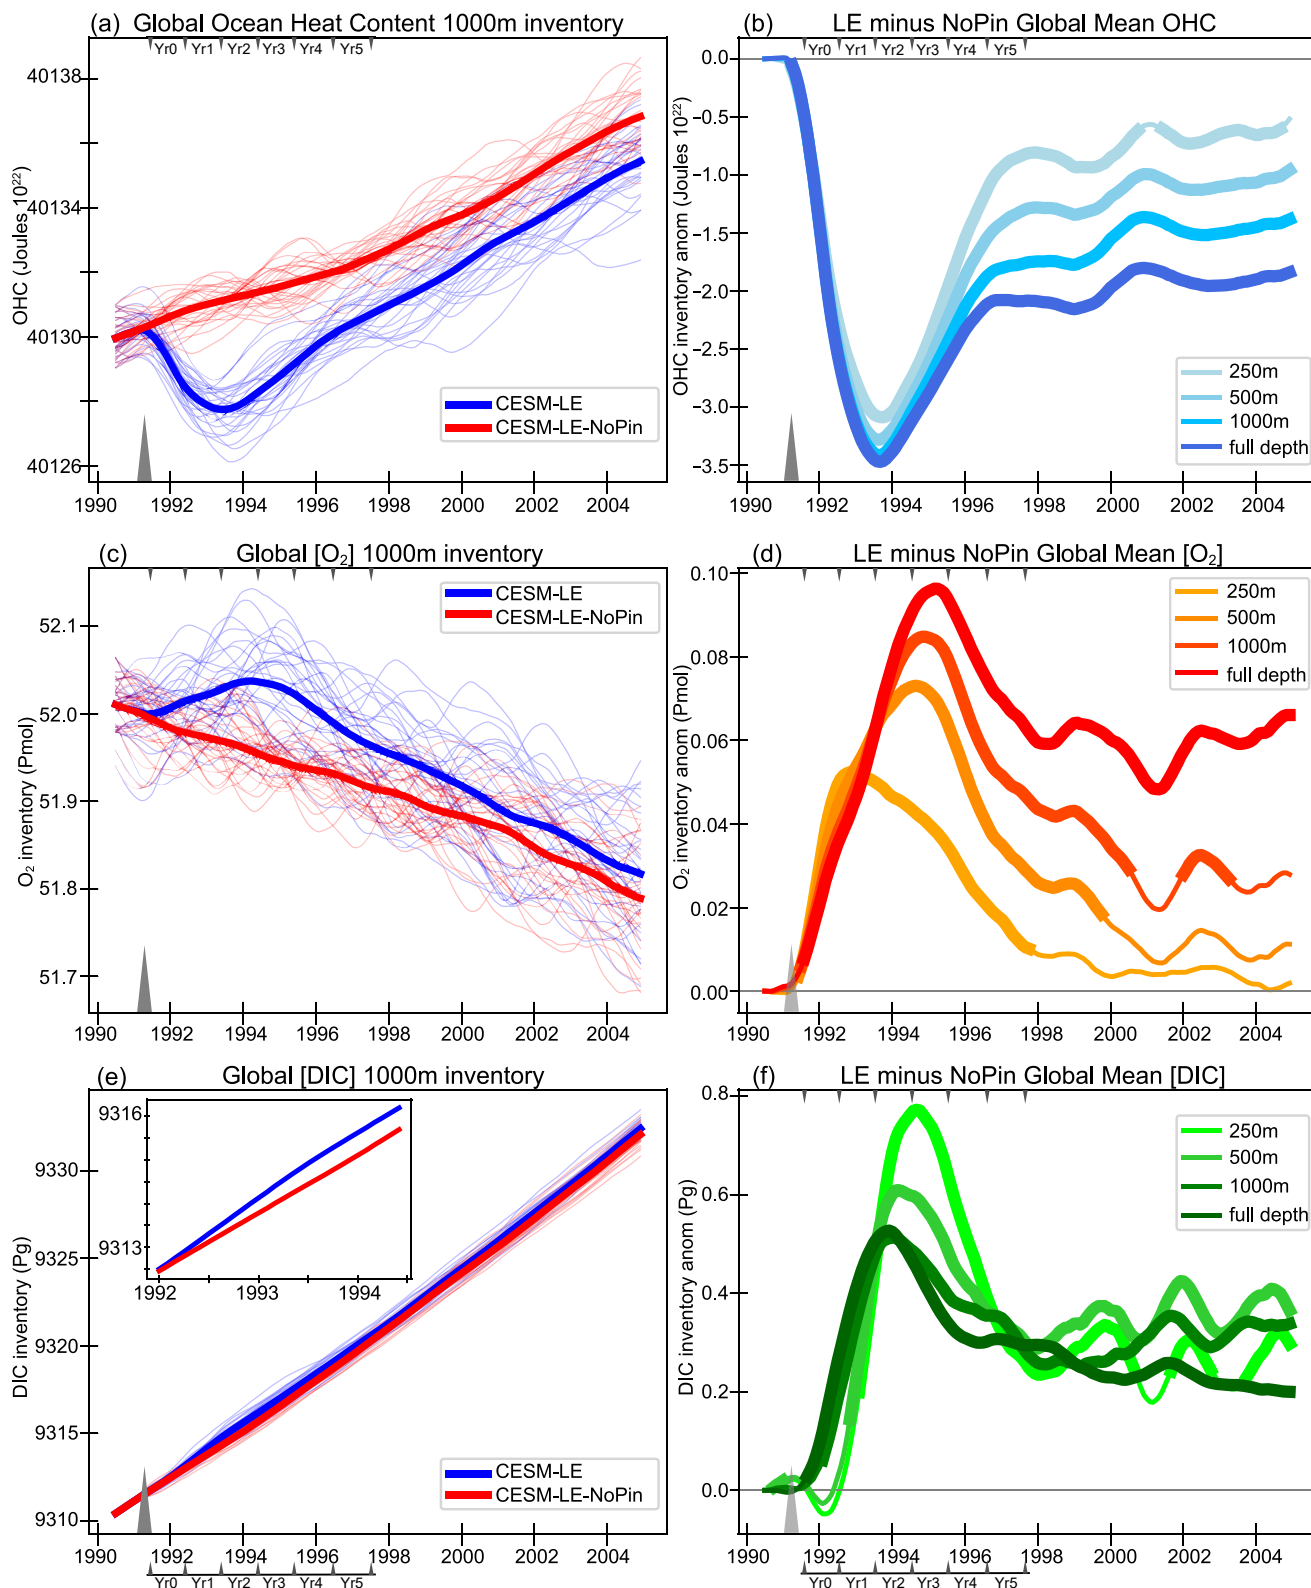 (a) Global Ocean Heat Content 1000m inventory
Yr0 Yr1 Yr2 Yr3 Yr4 Yr5
OHC (Joules 10²²)
40138
40134
40130
40126
CESM-LE
CESM-LE-NoPin
1990 1992 1994 1996 1998 2000 2002 2004
(b) LE minus NoPin Global Mean OHC
Yr0 Yr1 Yr2 Yr3 Yr4 Yr5
OHC inventory anom (Joules 10²²)
0.0
−0.5
−1.0
−1.5
−2.0
−2.5
−3.0
−3.5
250m
500m
1000m
full depth
1990 1992 1994 1996 1998 2000 2002 2004
(c) Global [O₂] 1000m inventory
O₂ inventory (Pmol)
52.1
52.0
51.9
51.8
51.7
CESM-LE
CESM-LE-NoPin
1990 1992 1994 1996 1998 2000 2002 2004
(d) LE minus NoPin Global Mean [O₂]
O₂ inventory anom (Pmol)
0.10
0.08
0.06
0.04
0.02
0.00
250m
500m
1000m
full depth
1990 1992 1994 1996 1998 2000 2002 2004
(e) Global [DIC] 1000m inventory
DIC inventory (Pg)
9330
9325
9320
9315
9310
9316
9313
1992 1993 1994
CESM-LE
CESM-LE-NoPin
1990 1992 1994 1996 1998 2000 2002 2004
Yr0 Yr1 Yr2 Yr3 Yr4 Yr5
(f) LE minus NoPin Global Mean [DIC]
DIC inventory anom (Pg)
0.8
0.6
0.4
0.2
0.0
250m
500m
1000m
full depth
1990 1992 1994 1996 1998 2000 2002 2004
Yr0 Yr1 Yr2 Yr3 Yr4 Yr5